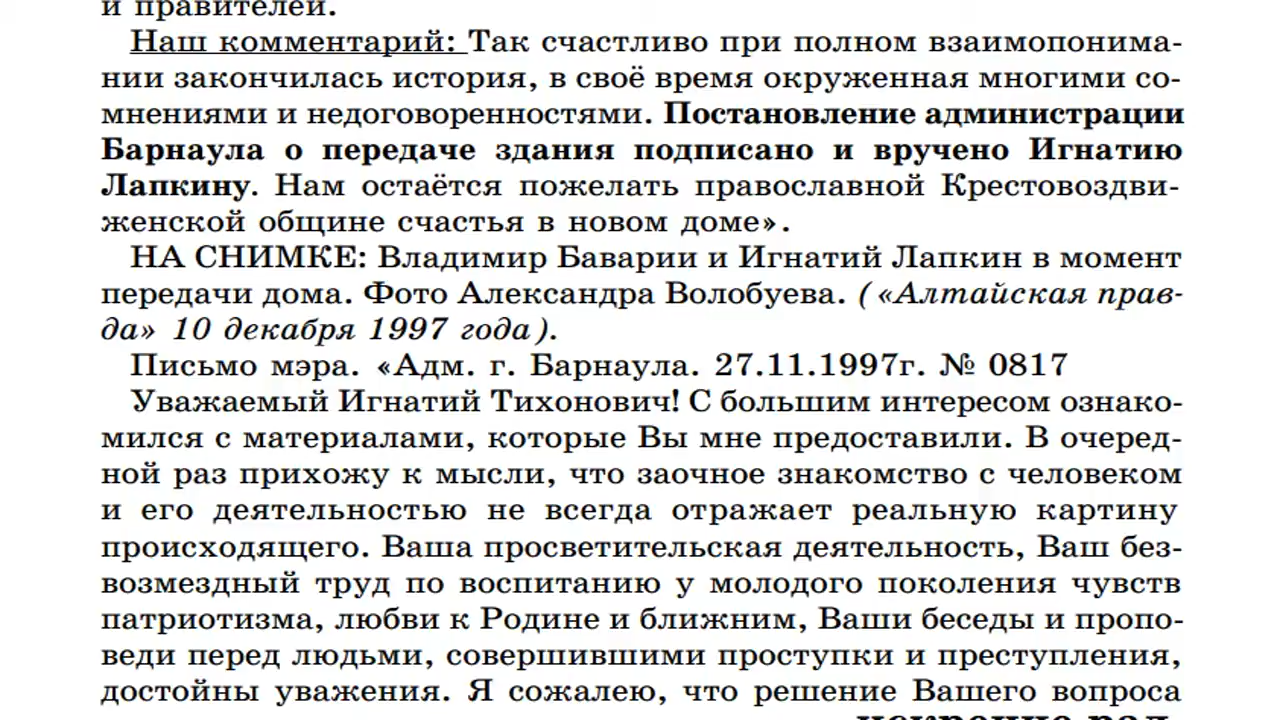 и правителей.
Наш комментарий: Так счастливо при полном взаимопонима-
нии закончилась история, в своё время окруженная многими со-
мнениями и недоговоренностями. Постановление администрации
Барнаула о передаче здания подписано и вручено Игнатию
Лапкину. Нам остаётся пожелать православной Крестовоздви-
женской общине счастья в новом доме».
НА СНИМКЕ: Владимир Баварии и Игнатий Лапкин в момент
передачи дома. Фото Александра Волобуева. («Алтайская прав-
да» 10 декабря 1997 года).
Письмо мэра. «Адм. г. Барнаула. 27.11.1997г. № 0817
Уважаемый Игнатий Тихонович! С большим интересом ознако-
мился с материалами, которые Вы мне предоставили. В очеред-
ной раз прихожу к мысли, что заочное знакомство с человеком
и его деятельностью не всегда отражает реальную картину
происходящего. Ваша просветительская деятельность, Ваш без-
возмездный труд по воспитанию у молодого поколения чувств
патриотизма, любви к Родине и ближним, Ваши беседы и пропо-
веди перед людьми, совершившими проступки и преступления,
достойны уважения. Я сожалею, что решение Вашего вопроса